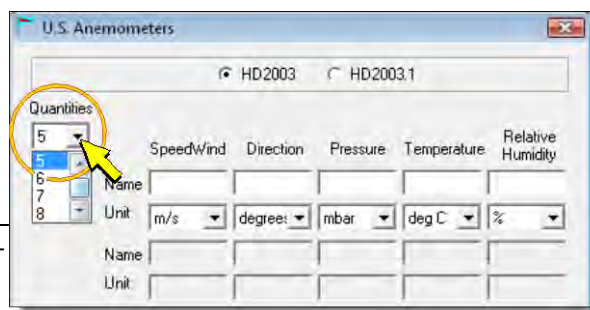 U.S. Anemometers
HD2003 HD2003.1
Quantities
5
5
6
7
8
SpeedWind Direction Pressure Temperature Relative Humidity
Name
Unit m/s degree: mbar deg C %
Name
Unit